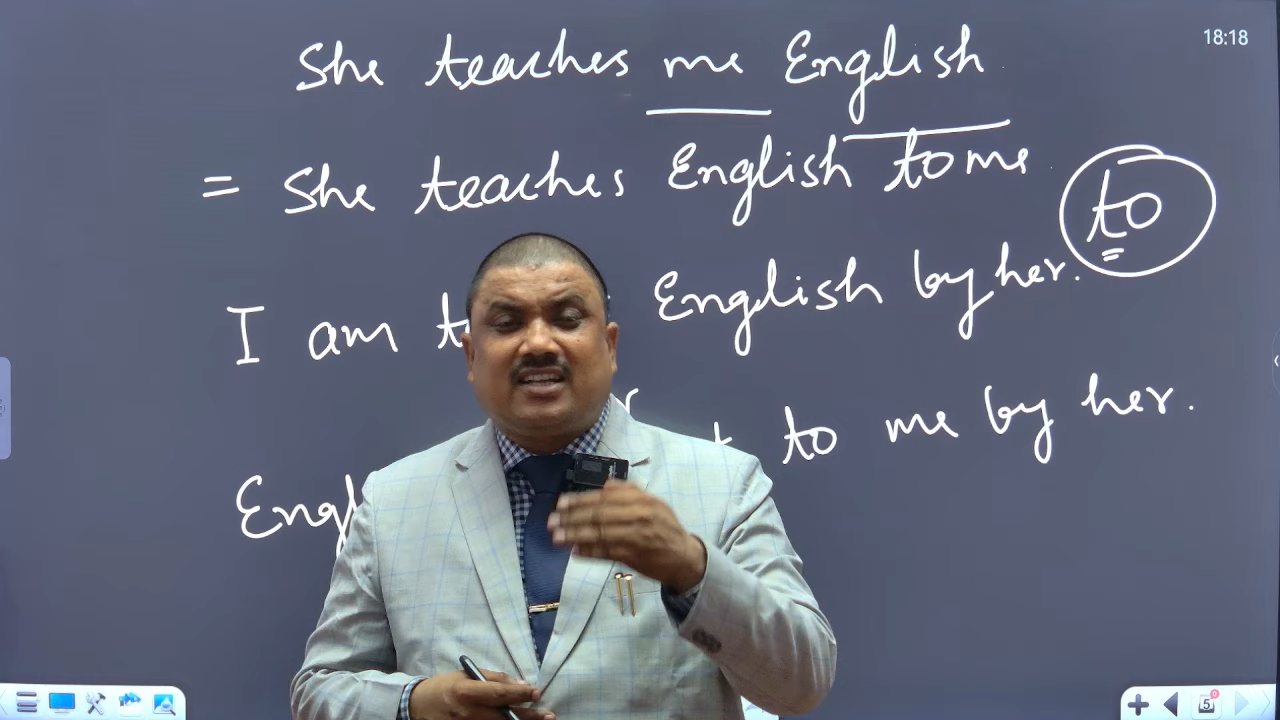 18:18
She teaches me English
= She teaches English to me
to
I am English by her.
to me by her.
5